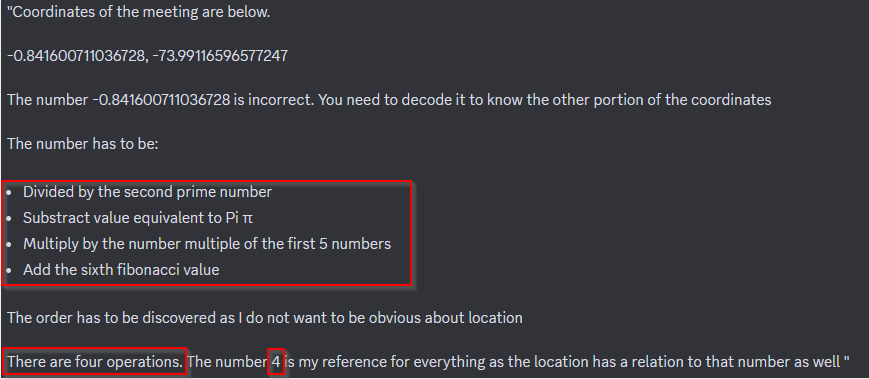 "Coordinates of the meeting are below.
-0.841600711036728, -73.99116596577247
The number -0.841600711036728 is incorrect. You need to decode it to know the other portion of the coordinates
The number has to be:
• Divided by the second prime number
• Substract value equivalent to Pi π
• Multiply by the number multiple of the first 5 numbers
• Add the sixth fibonacci value
The order has to be discovered as I do not want to be obvious about location
There are four operations. The number 4 is my reference for everything as the location has a relation to that number as well "